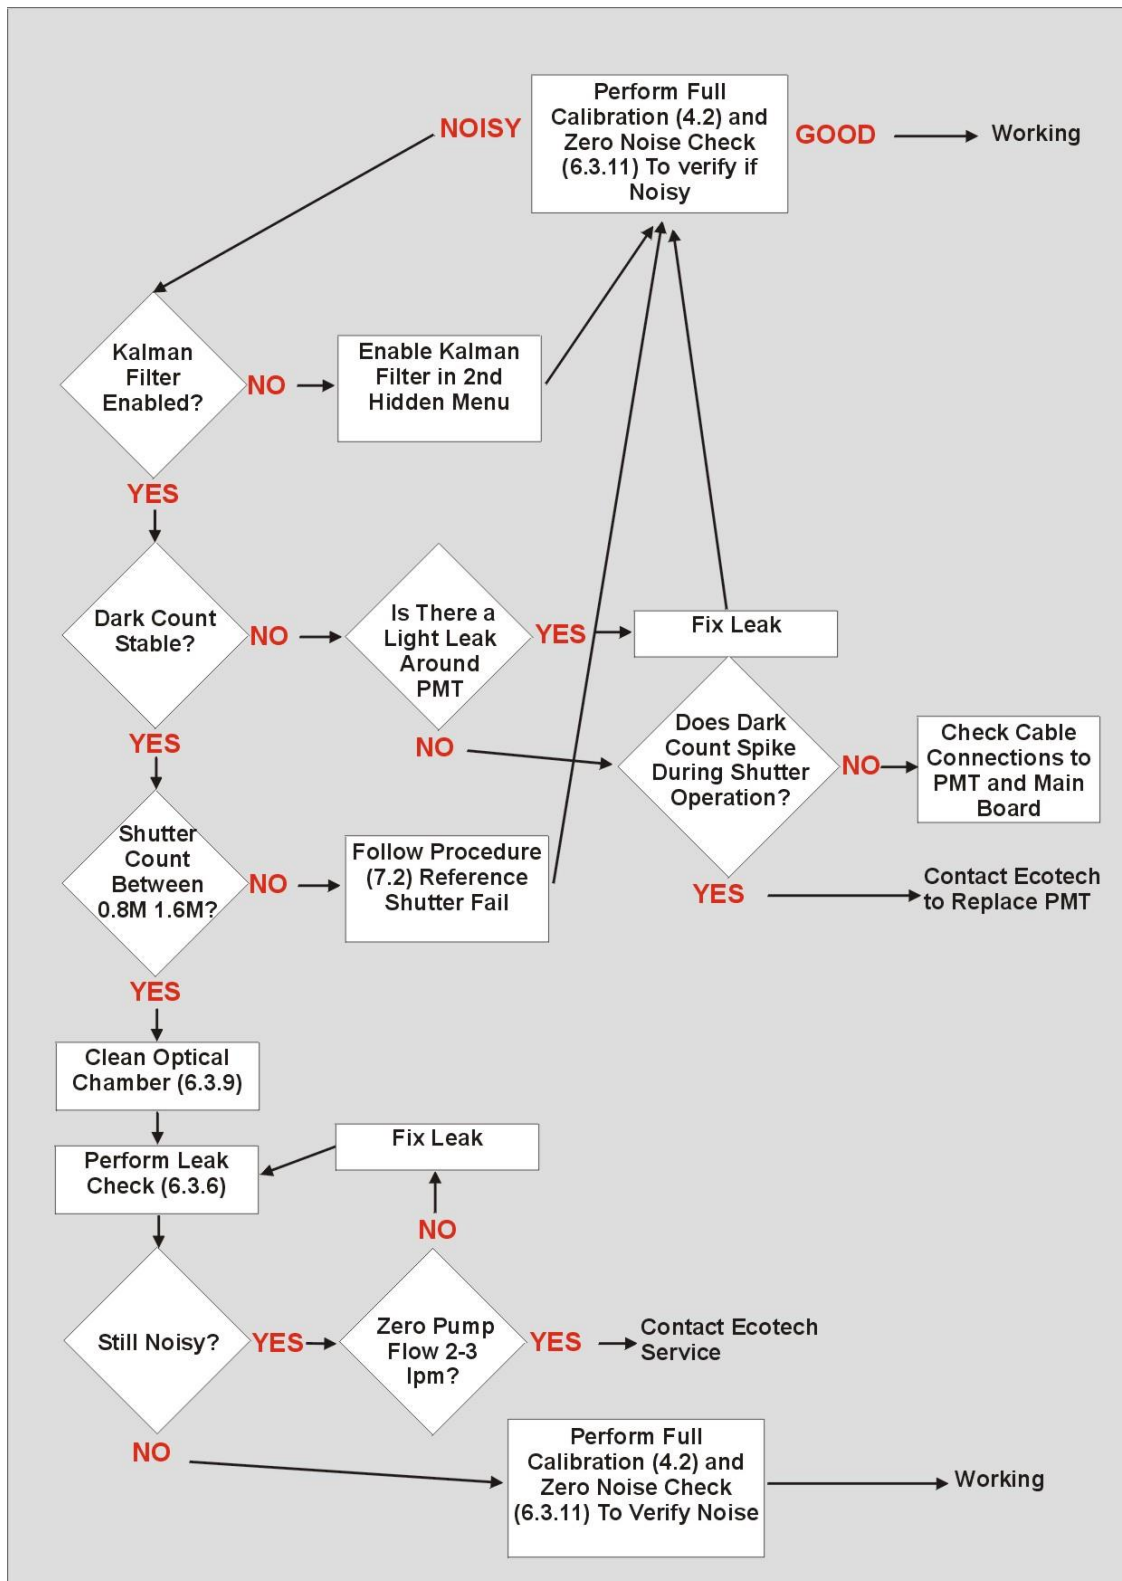 Perform Full
Calibration (4.2) and
Zero Noise Check
(6.3.11) To verify if
Noisy
NOISY
GOOD
Working
Kalman
Filter
Enabled?
NO
Enable Kalman
Filter in 2nd
Hidden Menu
YES
Dark Count
Stable?
NO
Is There a
Light Leak
Around
PMT
YES
Fix Leak
YES
NO
Does Dark
Count Spike
During Shutter
Operation?
NO
Check Cable
Connections to
PMT and Main
Board
Shutter
Count
Between
0.8M 1.6M?
NO
Follow Procedure
(7.2) Reference
Shutter Fail
YES
Contact Ecotech
to Replace PMT
YES
Clean Optical
Chamber (6.3.9)
Perform Leak
Check (6.3.6)
Fix Leak
NO
Still Noisy?
YES
Zero Pump
Flow 2-3
lpm?
YES
Contact Ecotech
Service
NO
Perform Full
Calibration (4.2) and
Zero Noise Check
(6.3.11) To Verify Noise
Working